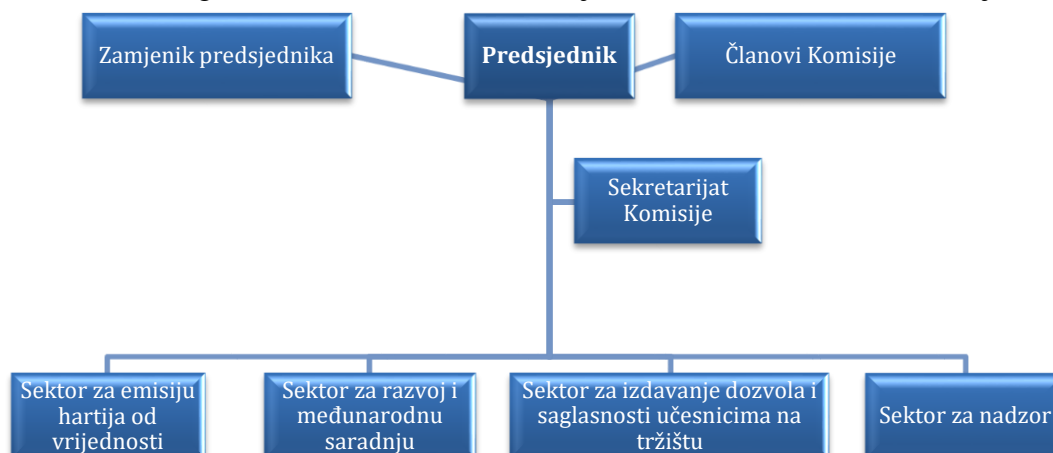 Zamjenik predsjednika
Predsjednik
Članovi Komisije
Sekretarijat
Komisije
Sektor za emisiju
hartija od
vrijednosti
Sektor za razvoj i
međunarodnu
saradnju
Sektor za izdavanje dozvola i
saglasnosti učesnicima na
tržištu
Sektor za nadzor